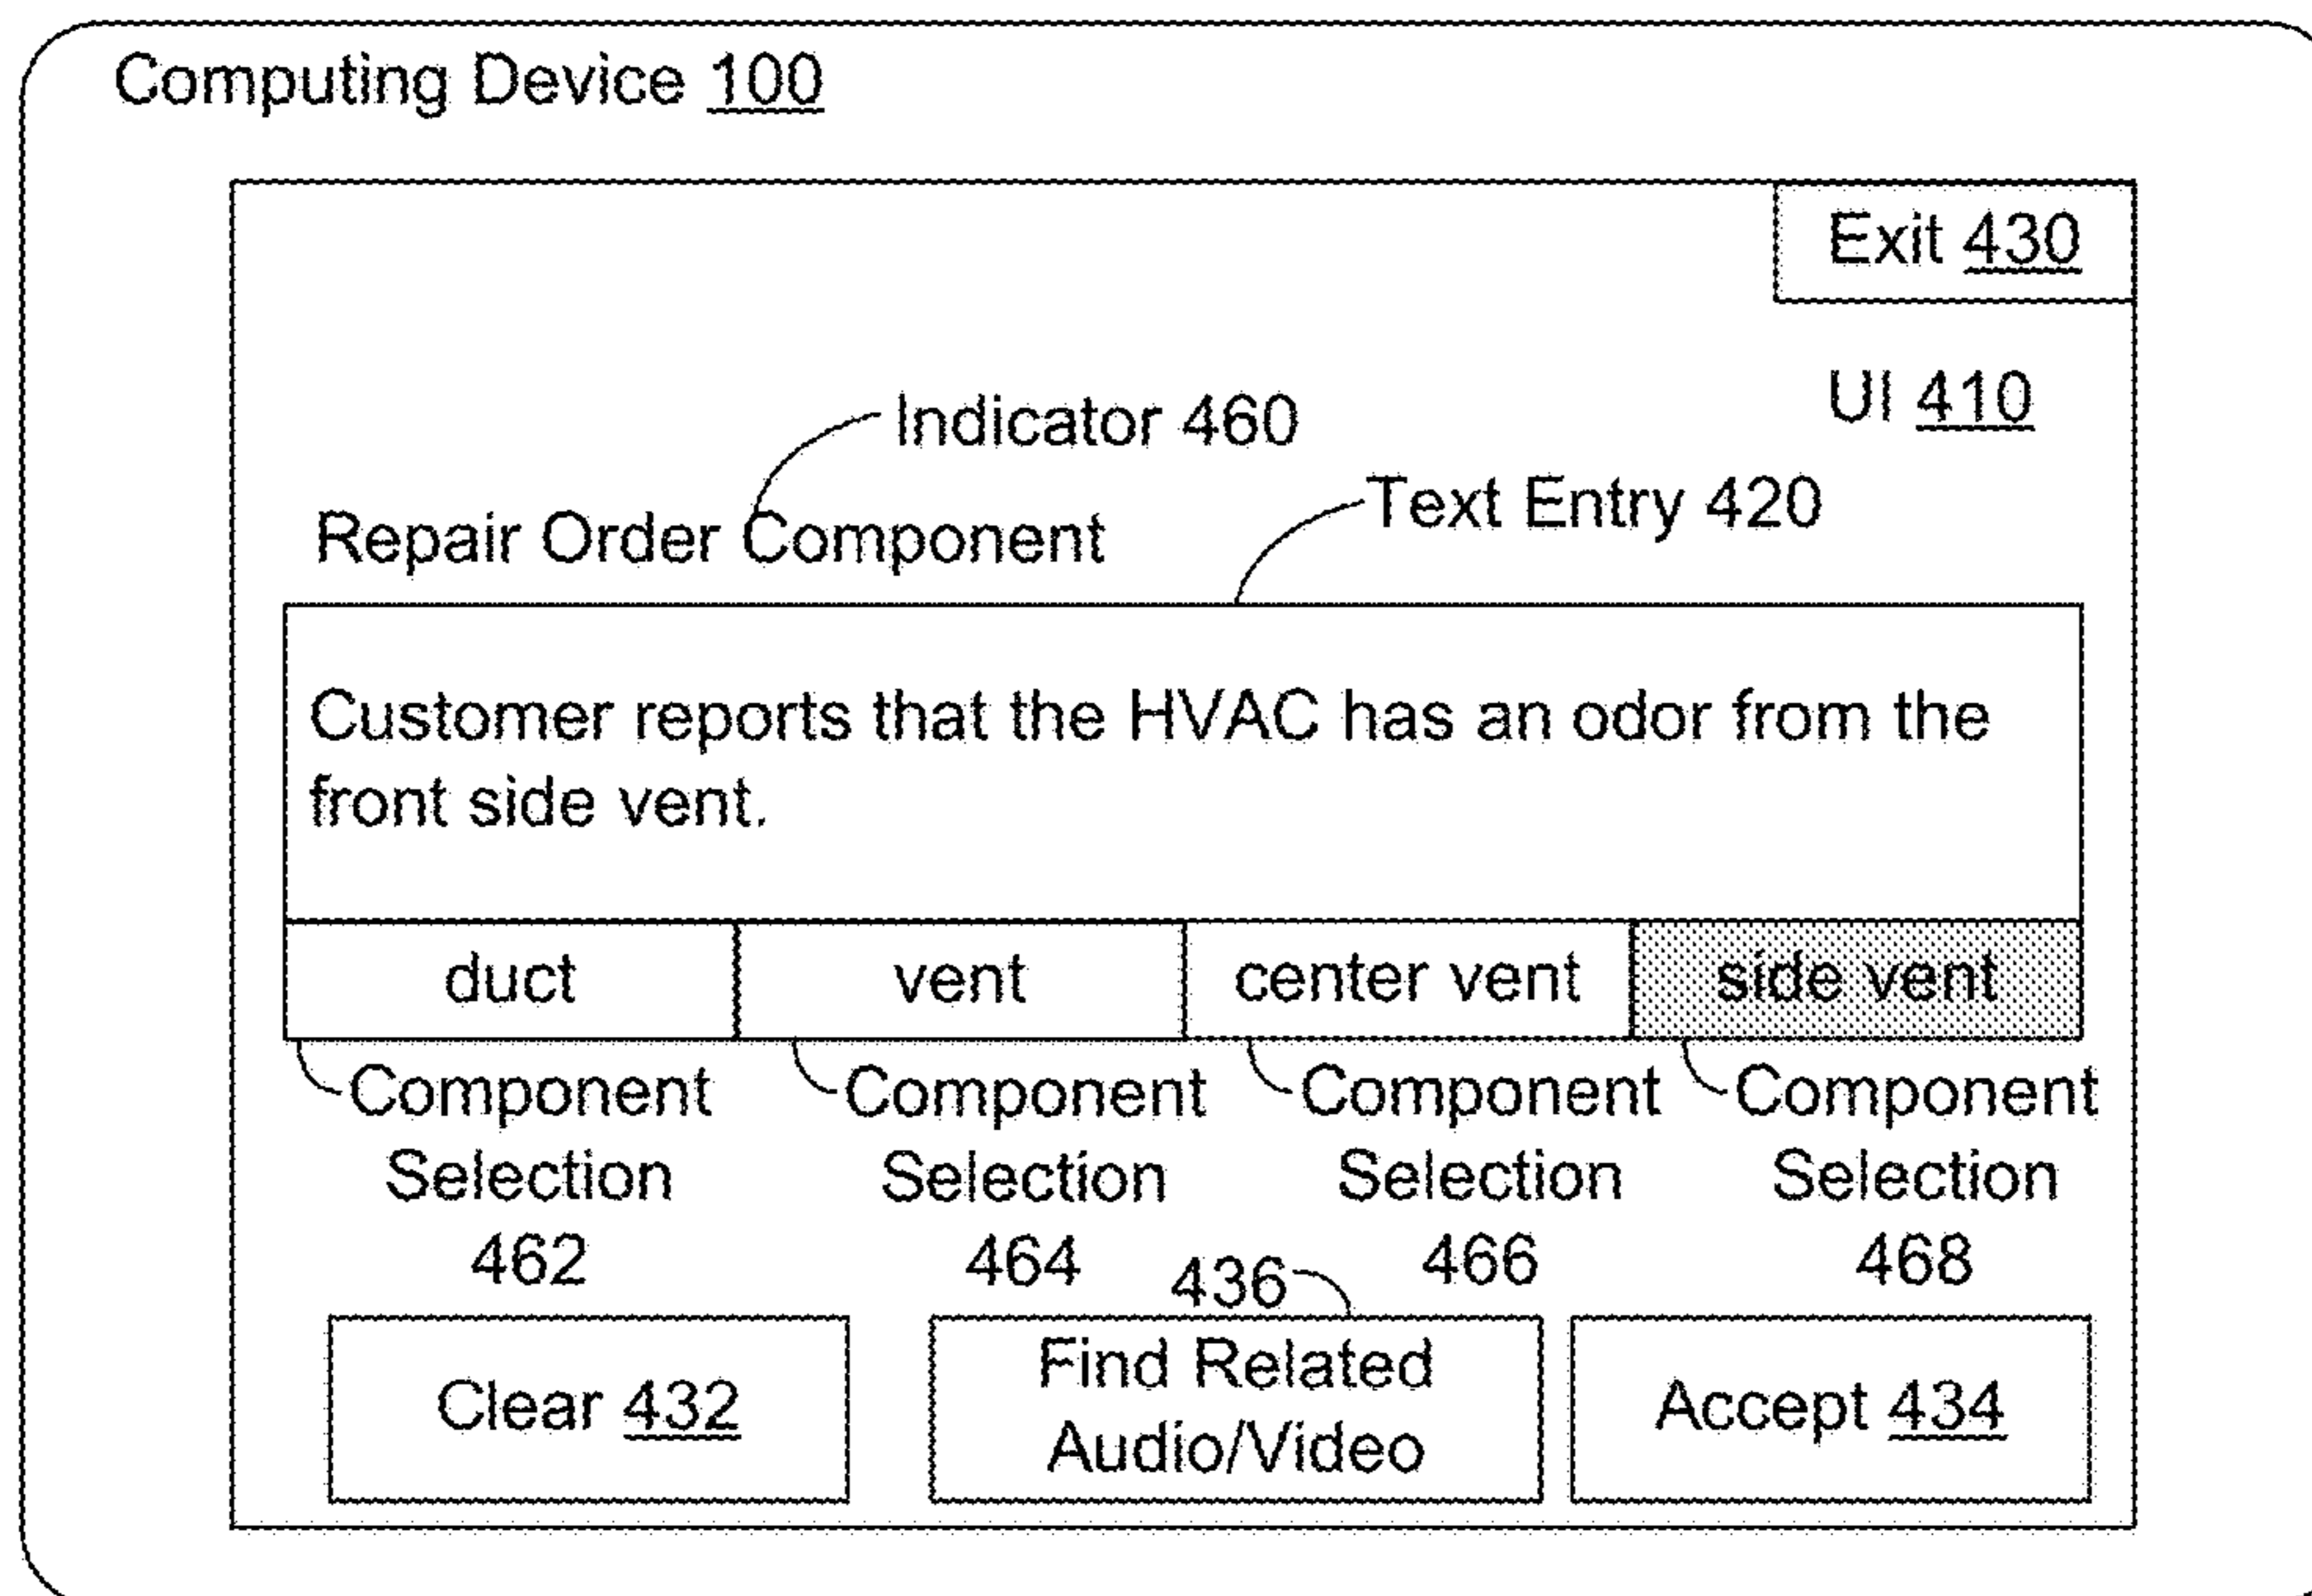 Computing Device 100
Exit 430
UI 410
Indicator 460
Text Entry 420
Repair Order Component
Customer reports that the HVAC has an odor from the
front side vent.
duct
vent
center vent
side vent
Component
Selection
462
Component
Selection
464
Component
Selection
466
Component
Selection
468
436
Clear 432
Find Related
Audio/Video
Accept 434